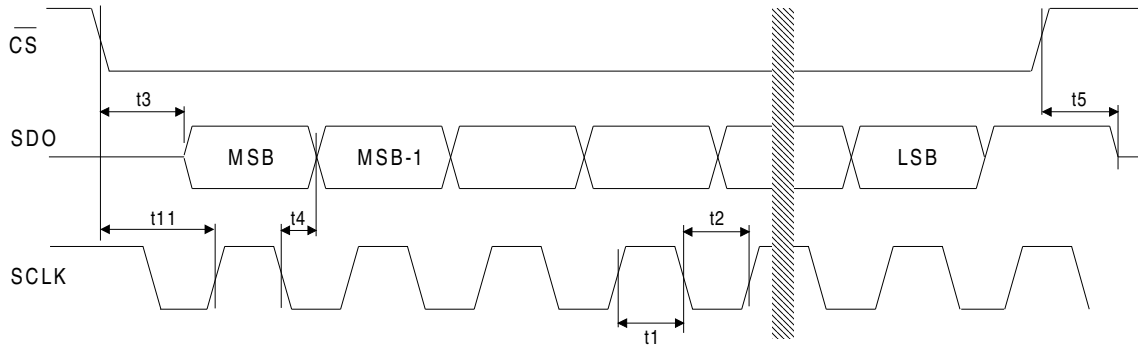 CS
t3
t5
SDO
MSB
MSB-1
LSB
t11
t4
t2
SCLK
t1